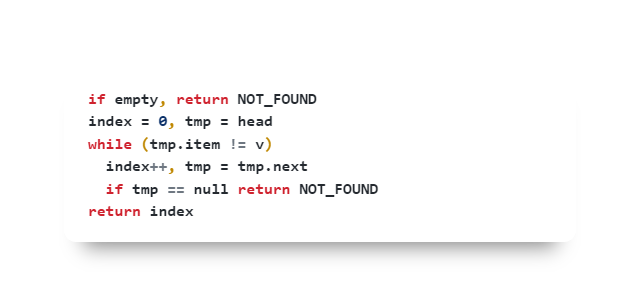 if empty, return NOT_FOUND
index = 0, tmp = head
while (tmp.item != v)
  index++, tmp = tmp.next
  if tmp == null return NOT_FOUND
return index